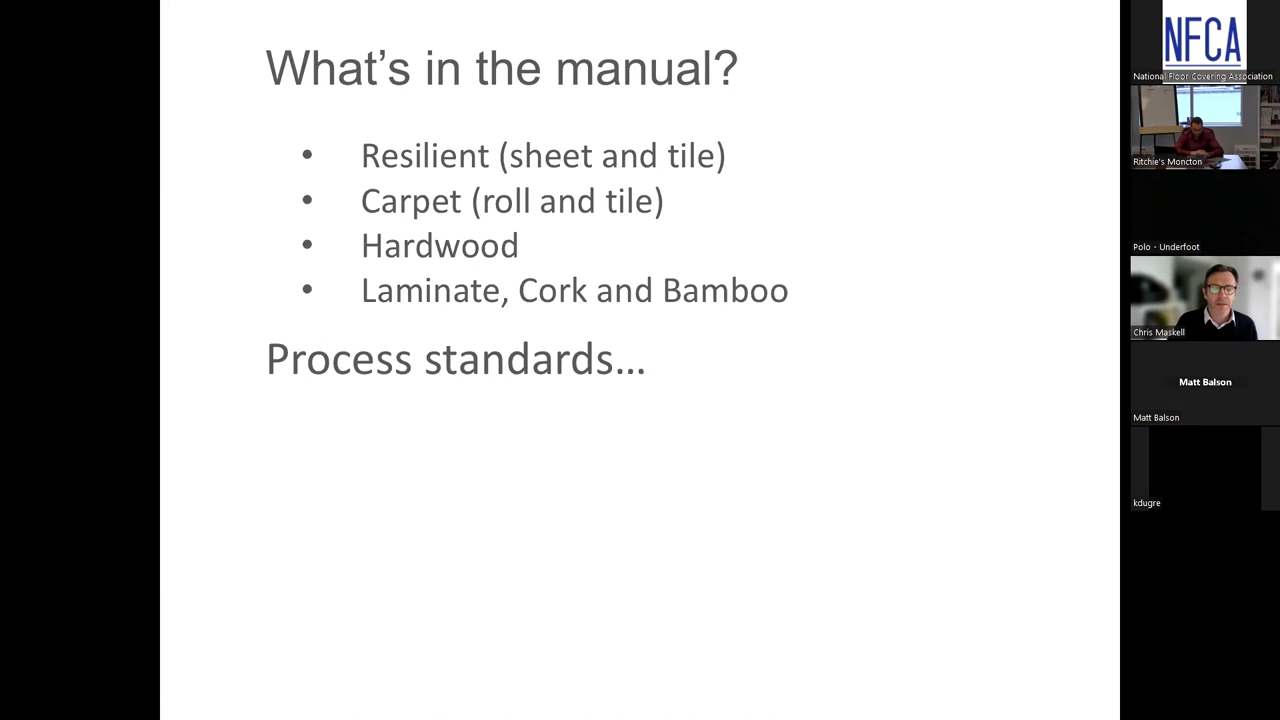 What's in the manual?
• Resilient (sheet and tile)
• Carpet (roll and tile)
• Hardwood
• Laminate, Cork and Bamboo
Process standards...
NFCA
National Floor Covering Association
Ritchie's Moncton
Polo - Underfoot
Chris Maskell
Matt Balson
Matt Balson
kdugre